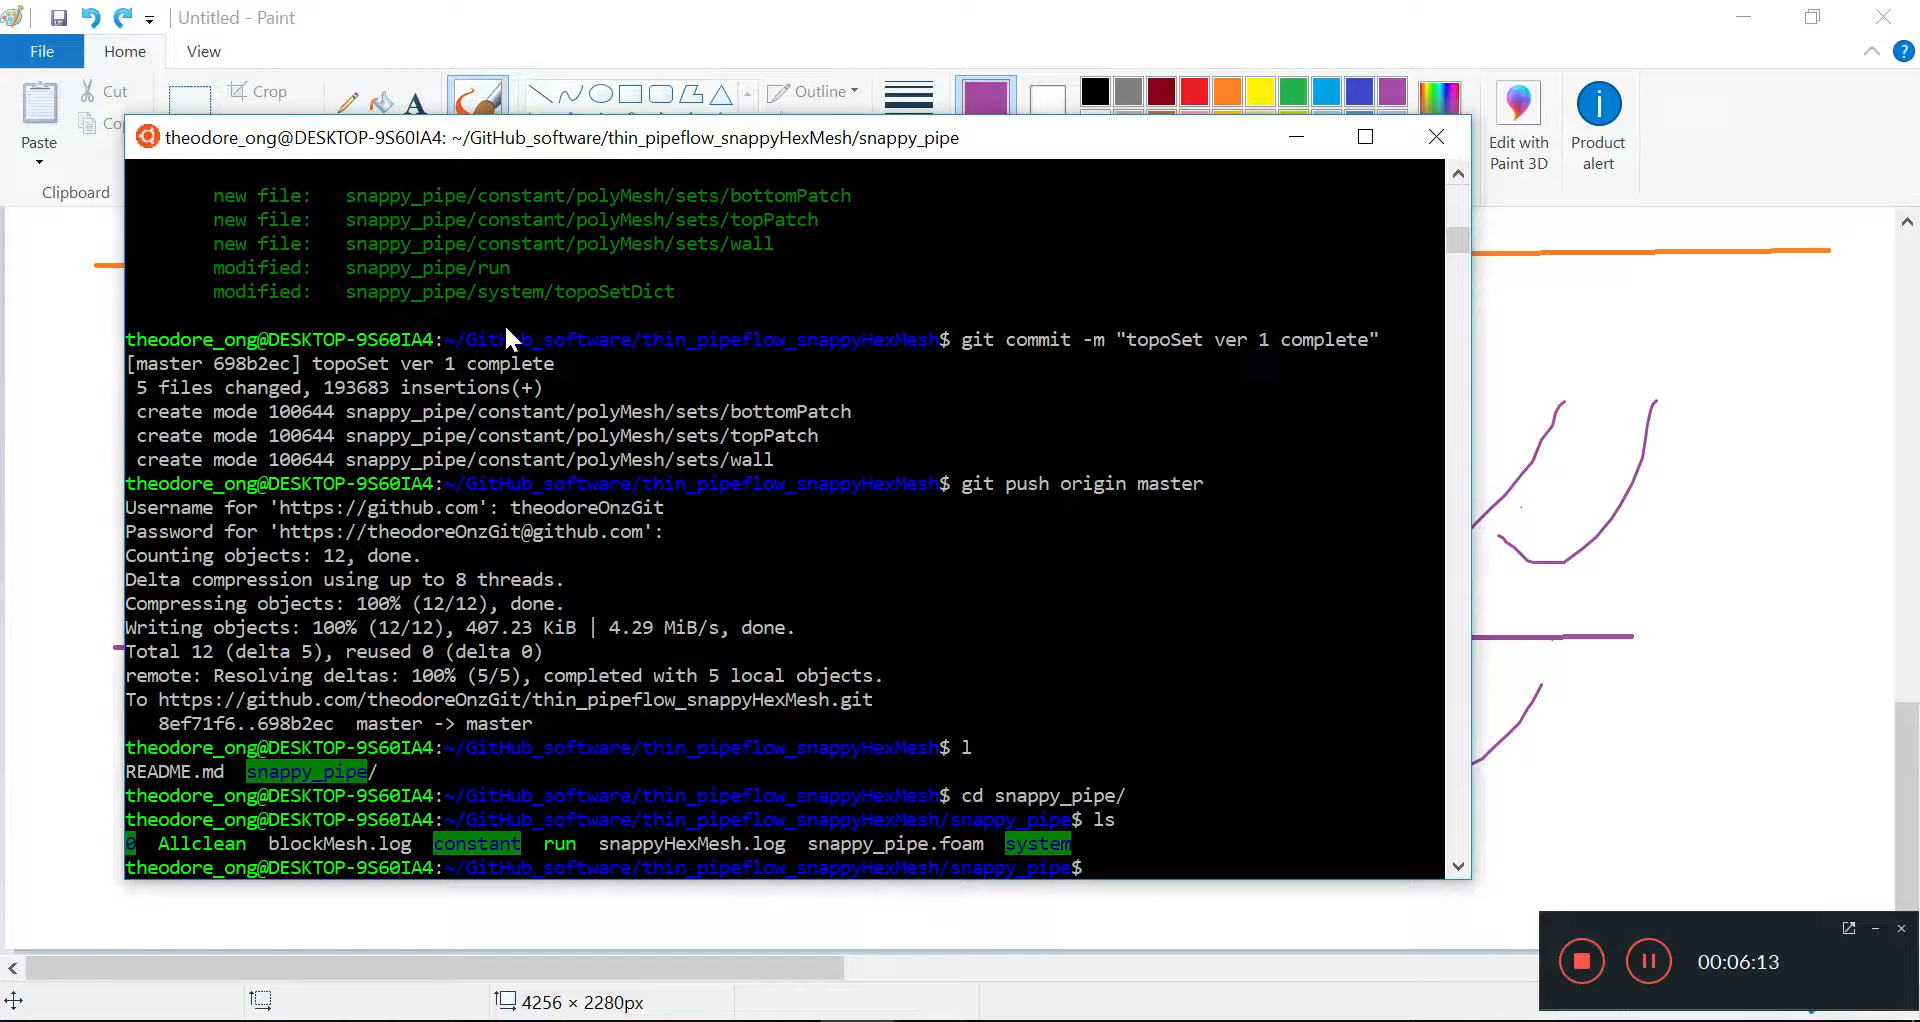 Untitled - Paint
File Home View
Cut
Crop
Outline
Co
Paste
Clipboard
A
Edit with
Paint 3D
Product
alert
theodore_ong@DESKTOP-9S60IA4: ~/GitHub_software/thin_pipeflow_snappyHexMesh/snappy_pipe
new file:   snappy_pipe/constant/polyMesh/sets/bottomPatch
new file:   snappy_pipe/constant/polyMesh/sets/topPatch
new file:   snappy_pipe/constant/polyMesh/sets/wall
modified:   snappy_pipe/run
modified:   snappy_pipe/system/topoSetDict
theodore_ong@DESKTOP-9S60IA4:~/GitHub_software/thin_pipeflow_snappyHexMesh$ git commit -m "topoSet ver 1 complete"
[master 698b2ec] topoSet ver 1 complete
5 files changed, 193683 insertions(+)
create mode 100644 snappy_pipe/constant/polyMesh/sets/bottomPatch
create mode 100644 snappy_pipe/constant/polyMesh/sets/topPatch
create mode 100644 snappy_pipe/constant/polyMesh/sets/wall
theodore_ong@DESKTOP-9S60IA4:~/GitHub_software/thin_pipeflow_snappyHexMesh$ git push origin master
Username for 'https://github.com': theodoreOnzGit
Password for 'https://theodoreOnzGit@github.com':
Counting objects: 12, done.
Delta compression using up to 8 threads.
Compressing objects: 100% (12/12), done.
Writing objects: 100% (12/12), 407.23 KiB | 4.29 MiB/s, done.
Total 12 (delta 5), reused 0 (delta 0)
remote: Resolving deltas: 100% (5/5), completed with 5 local objects.
To https://github.com/theodoreOnzGit/thin_pipeflow_snappyHexMesh.git
8ef71f6..698b2ec  master -> master
theodore_ong@DESKTOP-9S60IA4:~/GitHub_software/thin_pipeflow_snappyHexMesh$ l
README.md  snappy_pipe/
theodore_ong@DESKTOP-9S60IA4:~/GitHub_software/thin_pipeflow_snappyHexMesh$ cd snappy_pipe/
theodore_ong@DESKTOP-9S60IA4:~/GitHub_software/thin_pipeflow_snappyHexMesh/snappy_pipe$ ls
0  Allclean  blockMesh.log  constant  run  snappyHexMesh.log  snappy_pipe.foam  system
theodore_ong@DESKTOP-9S60IA4:~/GitHub_software/thin_pipeflow_snappyHexMesh/snappy_pipe$
00:06:13
4256 × 2280px